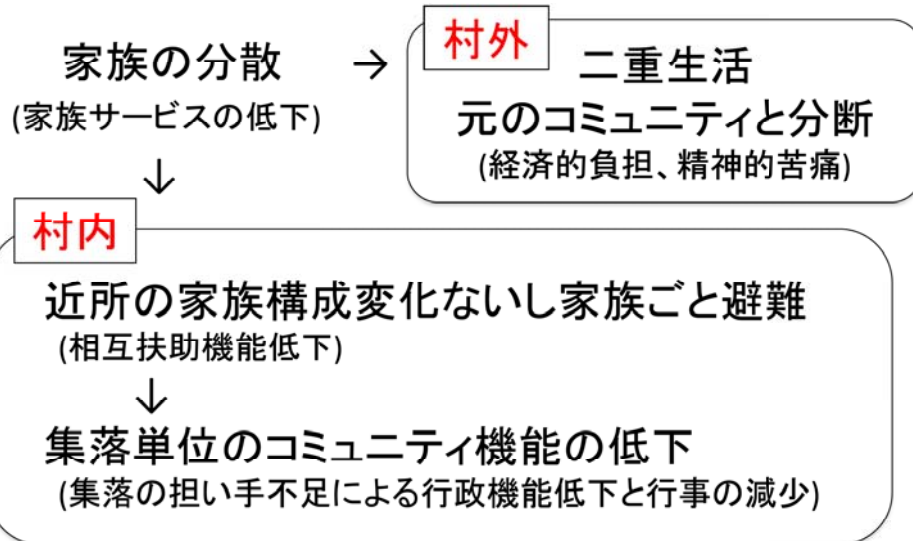 家族の分散 →
(家族サービスの低下)
↓
村外
二重生活
元のコミュニティと分断
(経済的負担、精神的苦痛)
村内
近所の家族構成変化ないし家族ごと避難
(相互扶助機能低下)
↓
集落単位のコミュニティ機能の低下
(集落の担い手不足による行政機能低下と行事の減少)